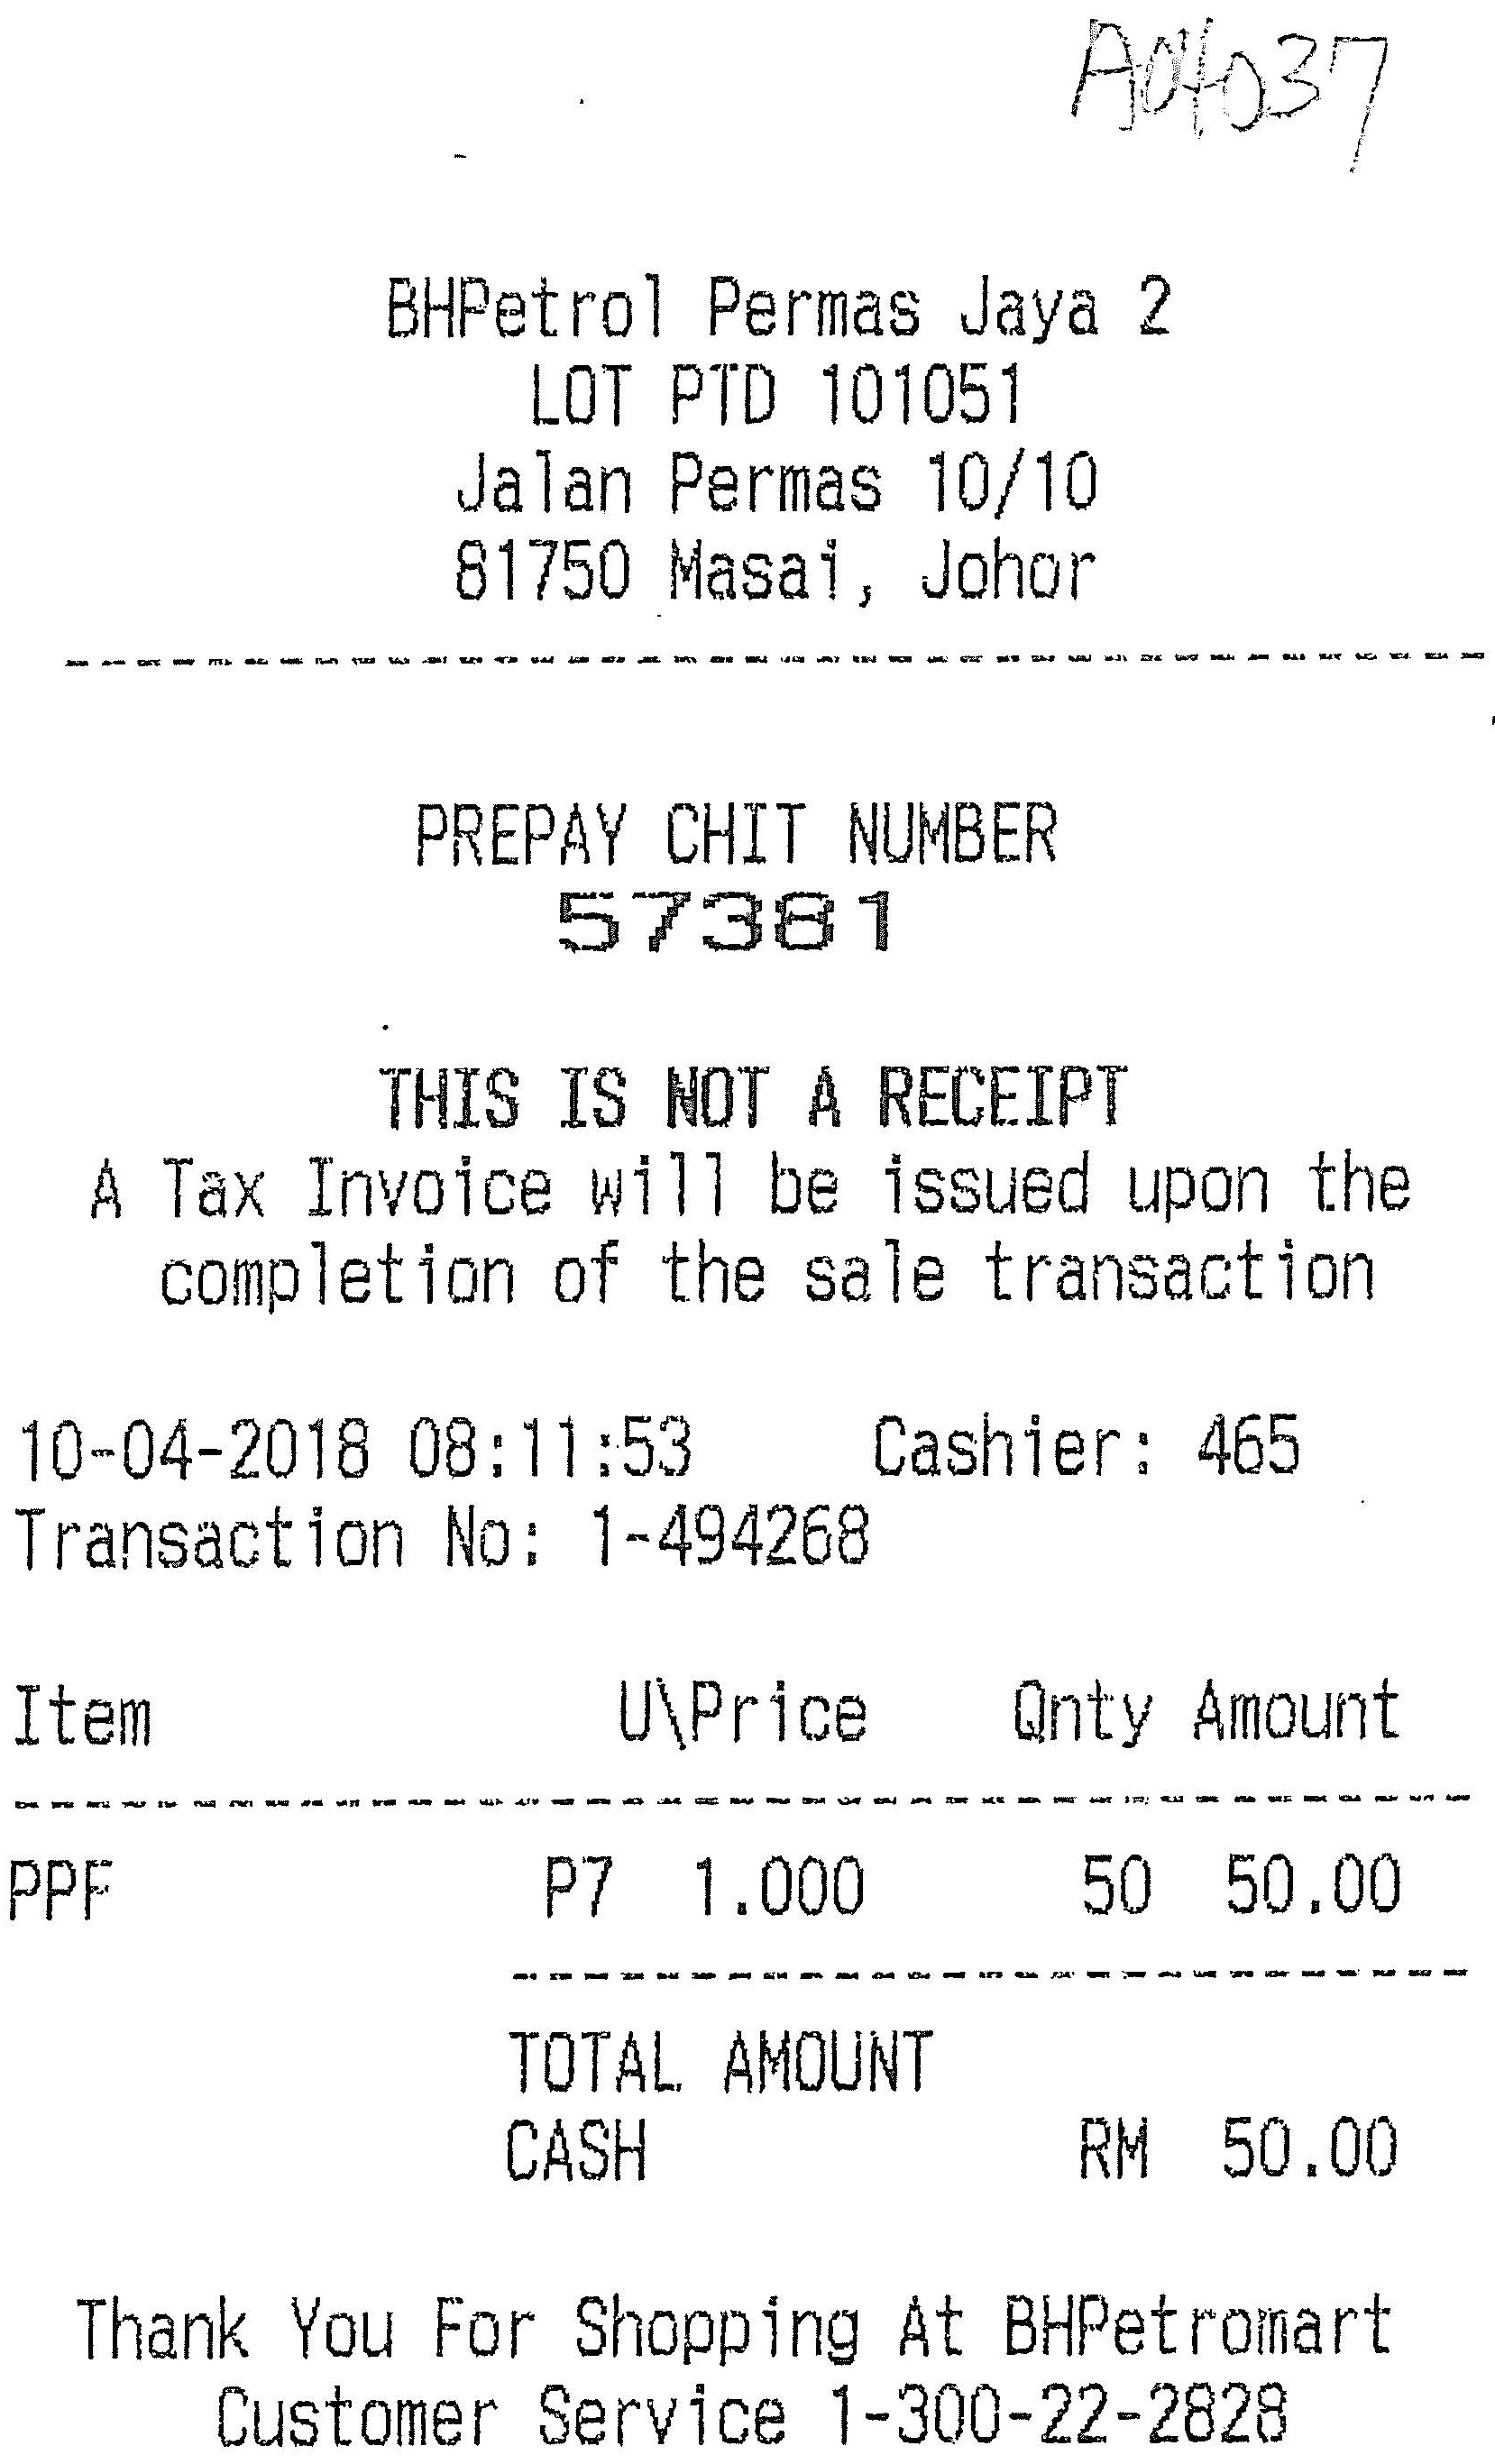 A04037
BHPetrol Permas Jaya 2
LOT PTD 101051
Jalan Permas 10/10
81750 Masai, Johor
PREPAY CHIT NUMBER
57381
THIS IS NOT A RECEIPT
A Tax Invoice will be issued upon the
completion of the sale transaction
10-04-2018 08:11:53 Cashier: 465
Transaction No: 1-494268
Item U\Price Qnty Amount
PPF P7 1.000 50 50.00
TOTAL AMOUNT
CASH RM 50.00
Thank You For Shopping At BHPetromart
Customer Service 1-300-22-2828